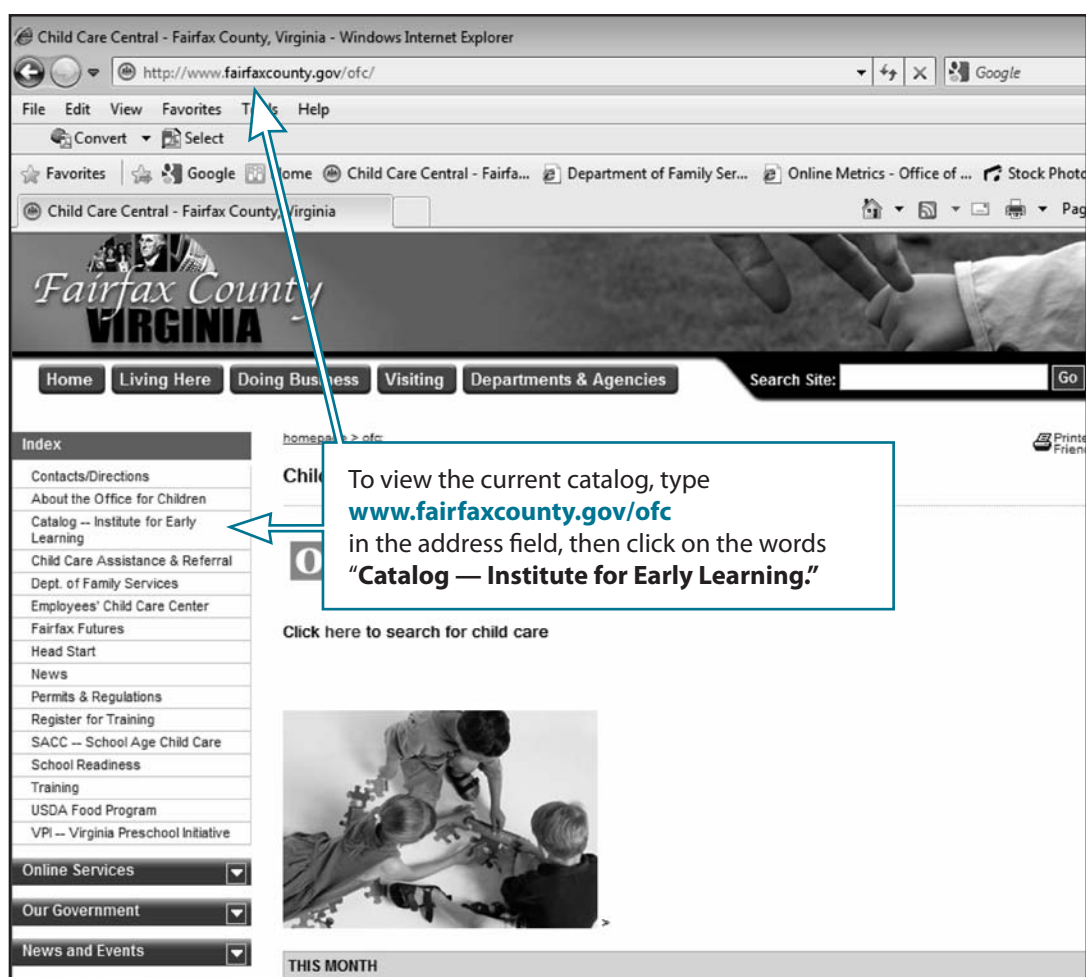 Child Care Central - Fairfax County, Virginia - Windows Internet Explorer
http://www.fairfaxcounty.gov/ofc/
Google
File Edit View Favorites Help
Convert Select
Favorites Google Child Care Central - Fairfa... Department of Family Ser... Online Metrics - Office of ... Stock Photo
Child Care Central - Fairfax County, Virginia
Fairfax County
VIRGINIA
Home Living Here Doing Business Visiting Departments & Agencies Search Site: Go
Index
Contacts/Directions
About the Office for Children
Catalog -- Institute for Early
Learning
Child Care Assistance & Referral
Dept. of Family Services
Employees' Child Care Center
Fairfax Futures
Head Start
News
Permits & Regulations
Register for Training
SACC -- School Age Child Care
School Readiness
Training
USDA Food Program
VPI -- Virginia Preschool Initiative
Online Services
Our Government
News and Events
homepage > ofc
To view the current catalog, type
www.fairfaxcounty.gov/ofc
in the address field, then click on the words
“Catalog — Institute for Early Learning.”
Click here to search for child care
>
THIS MONTH